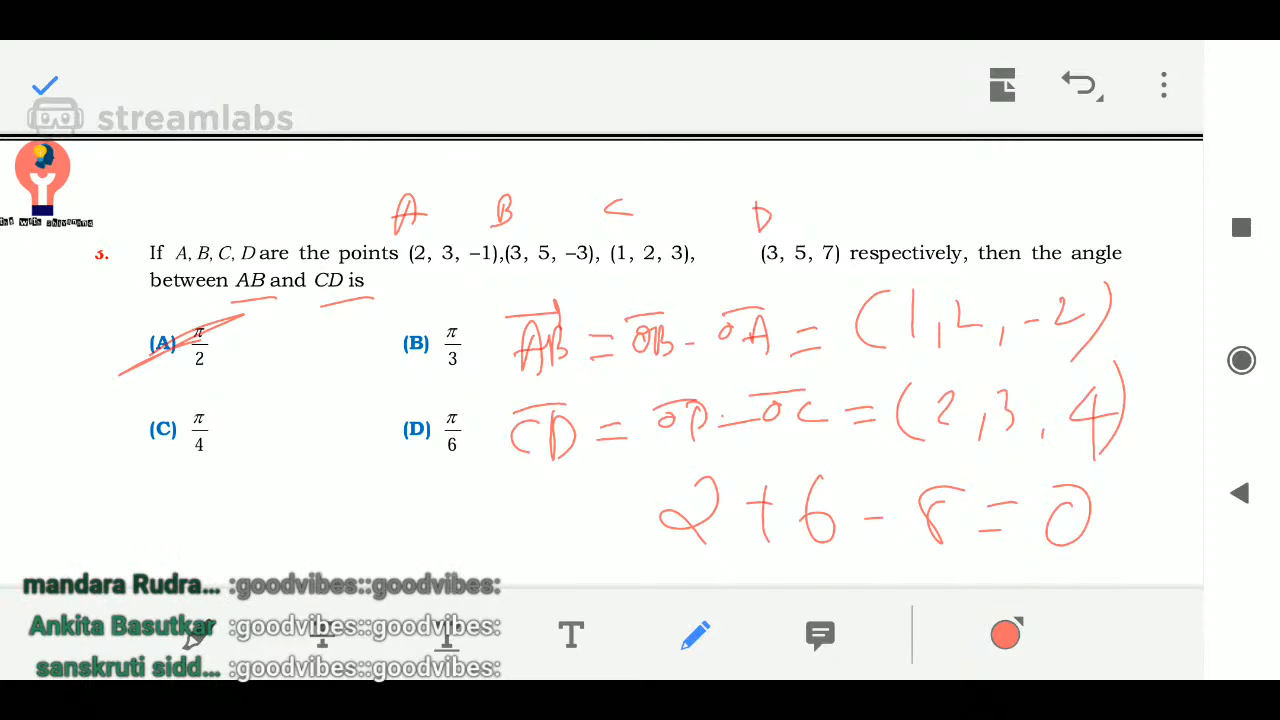 streamlabs
A B C D
3. If A, B, C, D are the points (2, 3, −1),(3, 5, −3), (1, 2, 3), (3, 5, 7) respectively, then the angle
between AB and CD is
(A) π/2 (B) π/3
AB = OB - OA = (1, 2, -2)
(C) π/4 (D) π/6
CD = OD - OC = (2, 3, 4)
2 + 6 - 8 = 0
mandara Rudra... :goodvibes::goodvibes:
Ankita Basutkar :goodvibes::goodvibes:
sanskruti sidd... :goodvibes::goodvibes: